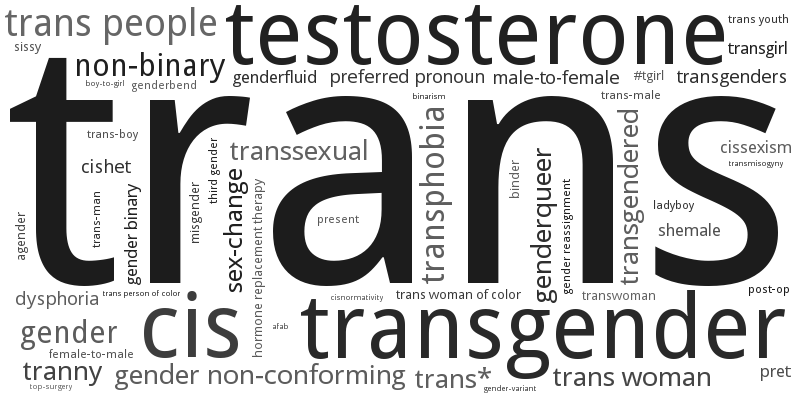 trans people
testosterone
trans youth
sissy
non-binary
transgirl
genderfluid
preferred pronoun
male-to-female
#tgirl
transgenders
boy-to-girl
genderbend
binarism
trans-male
trans
trans-boy
transsexual
transphobia
transgendered
cissexism
cishet
third gender
genderqueer
transmisogyny
gender binary
misgender
sex-change
hormone replacement therapy
binder
gender reassignment
trans-man
agender
present
ladyboy
shemale
dysphoria
trans person of color
cisnormativity
trans woman of color
transwoman
post-op
gender
cis
afab
transgender
female-to-male
tranny
gender non-conforming
trans*
trans woman
pret
top-surgery
gender-variant